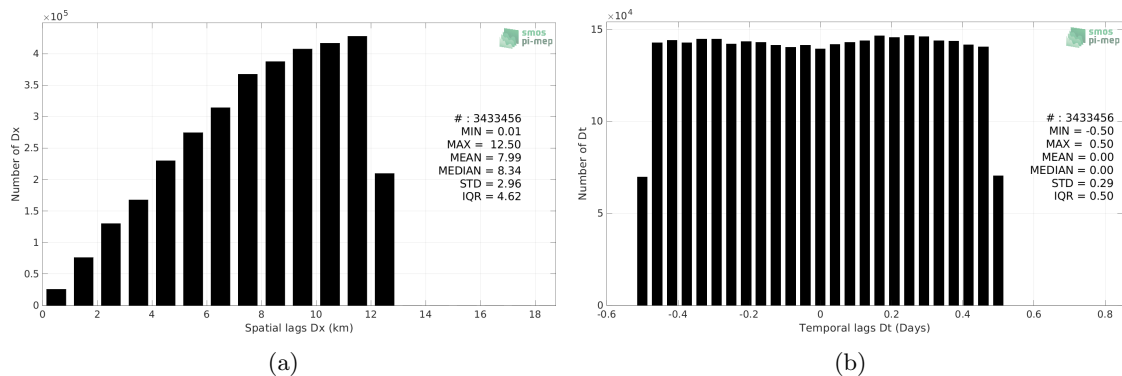 ×10⁵
4
3.5
3
2.5
2
1.5
1
0.5
0
Number of Dx
0 2 4 6 8 10 12 14 16 18
Spatial lags Dx (km)
smos
pi-mep
# : 3433456
MIN = 0.01
MAX = 12.50
MEAN = 7.99
MEDIAN = 8.34
STD = 2.96
IQR = 4.62
(a)
×10⁴
15
10
5
0
Number of Dt
-0.6 -0.4 -0.2 0 0.2 0.4 0.6 0.8
Temporal lags Dt (Days)
smos
pi-mep
# : 3433456
MIN = -0.50
MAX = 0.50
MEAN = 0.00
MEDIAN = 0.00
STD = 0.29
IQR = 0.50
(b)